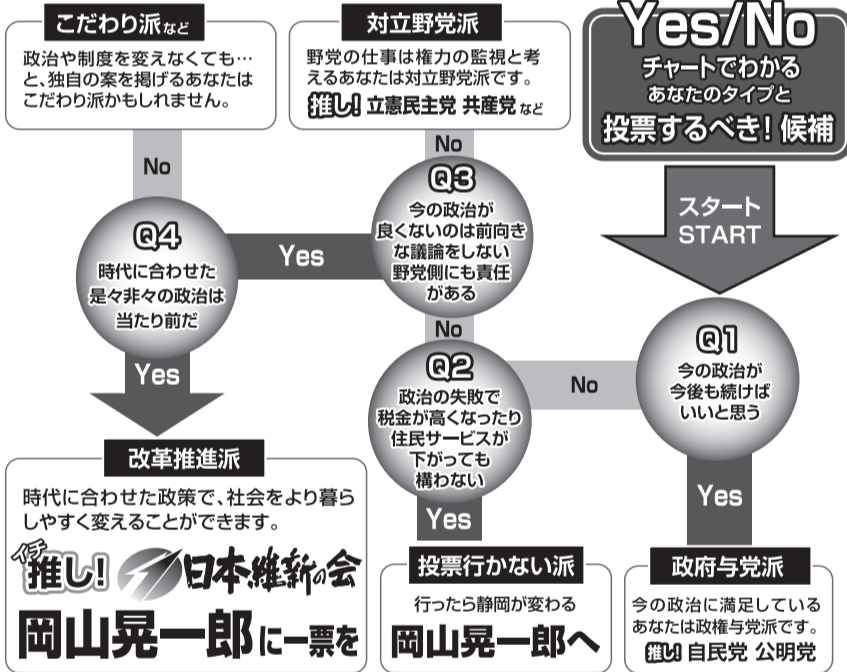 Yes/No
チャートでわかる
あなたのタイプと
投票するべき！候補
スタート
START
Q1
今の政治が
今後も続けば
いいと思う
Yes
政府与党派
今の政治に満足している
あなたは政権与党派です。
推し！自民党 公明党
No
Q2
政治の失敗で
税金が高くなったり
住民サービスが
下がっても
構わない
Yes
投票行かない派
行ったら静岡が変わる
岡山晃一郎へ
No
Q3
今の政治が
良くないのは前向き
な議論をしない
野党側にも責任
がある
No
対立野党派
野党の仕事は権力の監視と考
えるあなたは対立野党派です。
推し！立憲民主党 共産党など
Yes
Q4
時代に合わせた
是々非々の政治は
当たり前だ
No
こだわり派など
政治や制度を変えなくても…
と、独自の案を掲げるあなたは
こだわり派かもしれません。
Yes
改革推進派
時代に合わせた政策で、社会をより暮ら
しやすく変えることができます。
イチ
推し！日本維新の会
岡山晃一郎に一票を